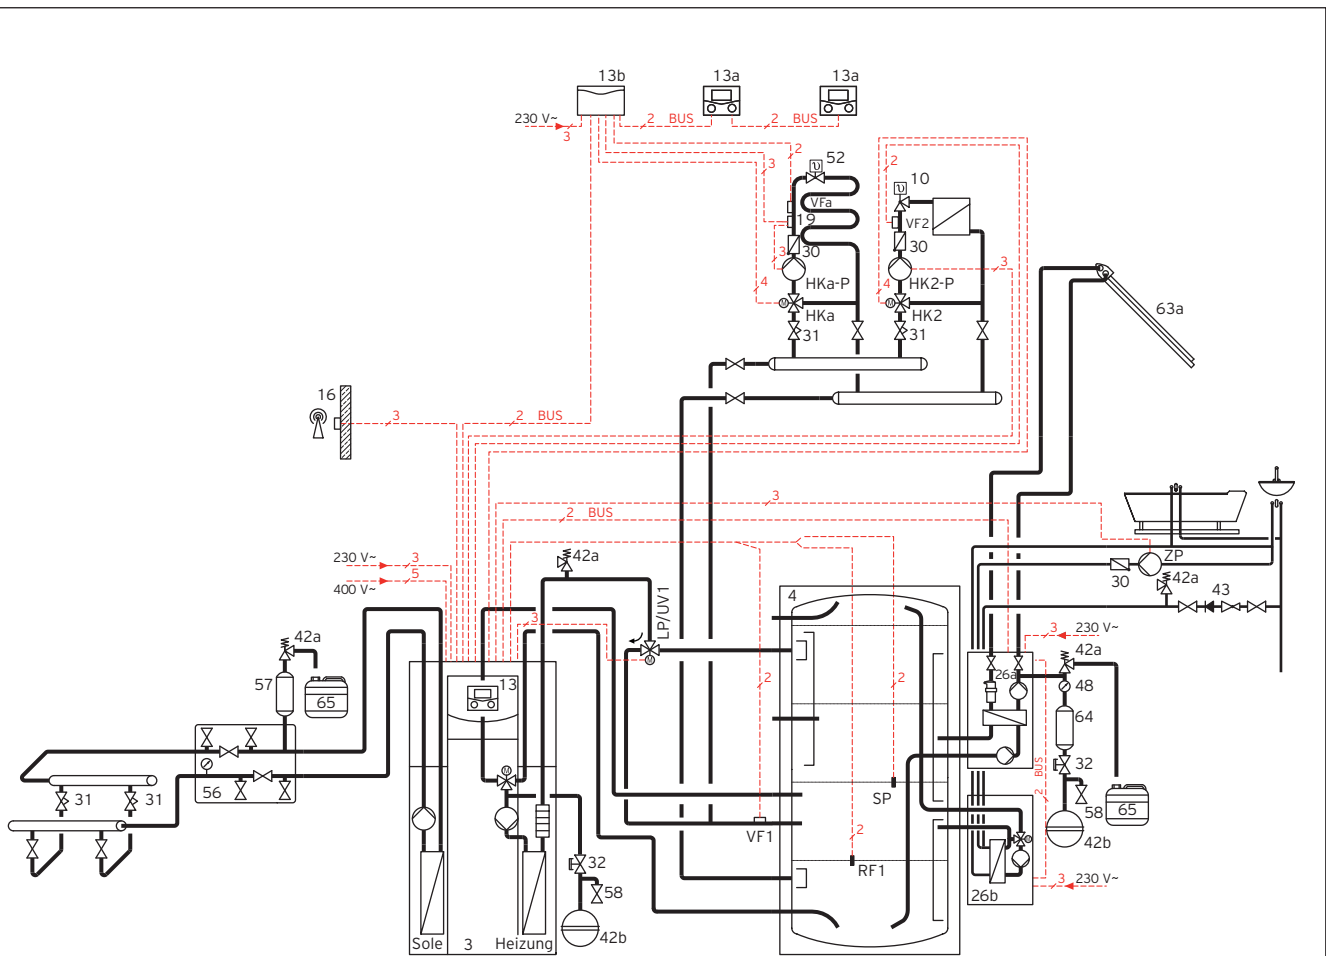 13b
13a
13a
230 V~
3
2 BUS
2 BUS
2
3
52
2
10
VFa
19
VF2
30
30
3
3
HKa-P
HK2-P
4
4
M
M
HKa
HK2
31
31
63a
16
3
2 BUS
3
2 BUS
ZP
230 V~
3
42a
30
42a
43
400 V~
5
4
LP/UV1
3
M
3
230 V~
42a
42a
57
65
13
2
2
26a
48
64
M
BUS
2
32
31
31
56
SP
58
65
VF1
2
M
42b
32
RF1
58
3
230 V~
26b
Sole
3
Heizung
42b